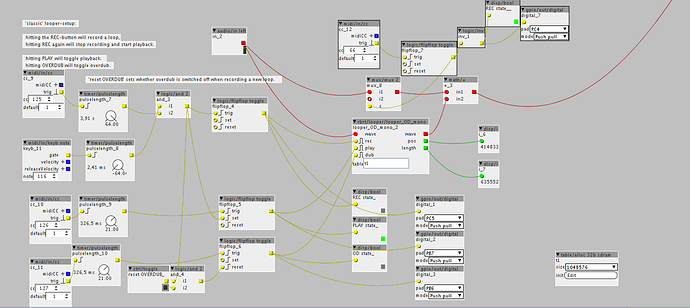 'classic' looper-setup:
hitting the REC-button will record a loop,
hitting REC again will stop recording and start playback.
hitting PLAY will toggle playback.
hitting OVERDUB will toggle overdub.
'reset OVERDUB' sets whether overdub is switched off when recording a new loop.
audio/in left
in_2
midi/in/cc
cc_12
midiCC
trig
cc 66
default 1
logic/flipflop toggle
flipflop_7
trig
set
reset
logic/inv
inv_1
disp/bool
REC state_
gpio/out/digital
digital_7
pad PC4
mode Push pull
midi/in/cc
cc_9
midiCC
trig
cc 125
default 1
timer/pulselength
pulselength_7
3,91 s
64.00
logic/and 2
and_3
i1
i2
logic/flipflop toggle
flipflop_4
trig
set
reset
mux/mux 2
mux_8
i1
i2
s
math/+
+_3
in1
in2
midi/in/keyb note
keyb_11
gate
velocity
releaseVelocity
note 116
timer/pulselength
pulselength_8
2,41 ms
-64.00
rbrt/looper/looper_OD_mono
looper_OD_mono_2
wave
rec
play
dub
wave
pos
length
table t1
disp/i
i_6
414833
disp/i
i_7
635552
midi/in/cc
cc_10
midiCC
trig
cc 126
default 1
timer/pulselength
pulselength_9
326,5 ms
21.00
logic/flipflop toggle
flipflop_5
trig
set
reset
disp/bool
REC state_
gpio/out/digital
digital_1
pad PC5
mode Push pull
midi/in/cc
cc_11
midiCC
trig
cc 127
default 1
timer/pulselength
pulselength_10
326,5 ms
21.00
ctrl/toggle
reset OVERDUB_
logic/and 2
and_4
i1
i2
logic/flipflop toggle
flipflop_6
trig
set
reset
disp/bool
PLAY state_
disp/bool
OD state_
gpio/out/digital
digital_2
pad PB7
mode Push pull
gpio/out/digital
digital_1
pad PB6
mode Push pull
table/alloc 32b sdram
t1
size 1048576
init Edit